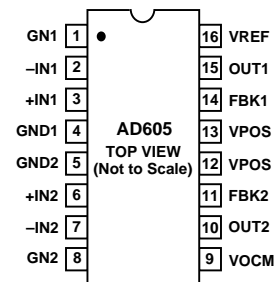 GN1 1 16 VREF
–IN1 2 15 OUT1
+IN1 3 14 FBK1
GND1 4 AD605 13 VPOS
TOP VIEW
GND2 5 (Not to Scale) 12 VPOS
+IN2 6 11 FBK2
–IN2 7 10 OUT2
GN2 8 9 VOCM